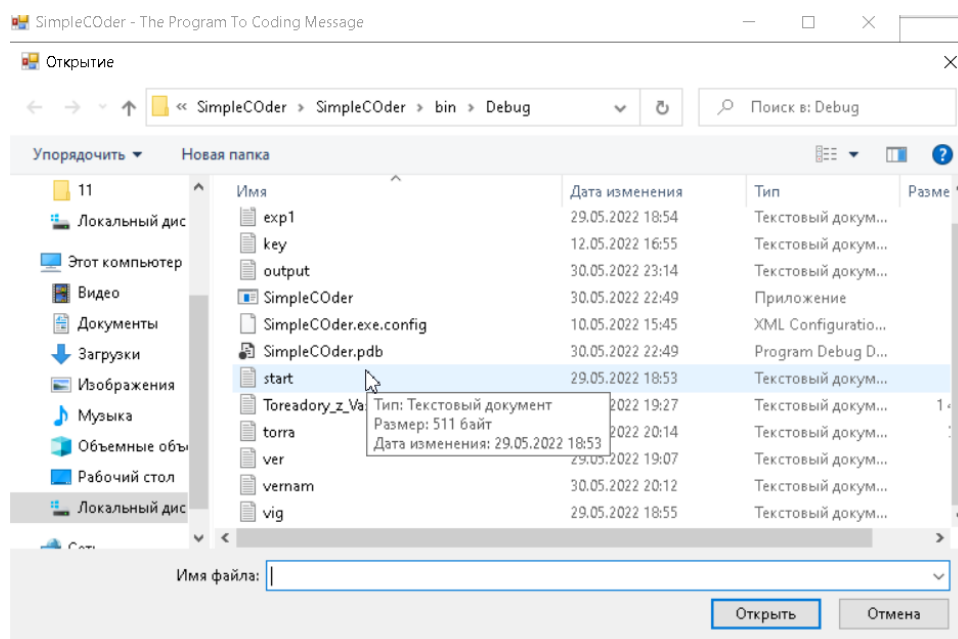 SimpleCOder - The Program To Coding Message
Открытие
« SimpleCOder › SimpleCOder › bin › Debug
Поиск в: Debug
Упорядочить
Новая папка
11
Локальный дис
Этот компьютер
Видео
Документы
Загрузки
Изображения
Музыка
Объемные объ
Рабочий стол
Локальный дис
Имя Дата изменения Тип Разме
exp1 29.05.2022 18:54 Текстовый докум...
key 12.05.2022 16:55 Текстовый докум...
output 30.05.2022 23:14 Текстовый докум...
SimpleCOder 30.05.2022 22:49 Приложение
SimpleCOder.exe.config 10.05.2022 15:45 XML Configuratio...
SimpleCOder.pdb 30.05.2022 22:49 Program Debug D...
start 29.05.2022 18:53 Текстовый докум...
Toreadory_z_Va 2022 19:27 Текстовый докум... 1
torra 2022 20:14 Текстовый докум...
ver 29.05.2022 19:07 Текстовый докум...
vernam 30.05.2022 20:12 Текстовый докум...
vig 29.05.2022 18:55 Текстовый докум...
Тип: Текстовый документ
Размер: 511 байт
Дата изменения: 29.05.2022 18:53
Имя файла:
Открыть
Отмена